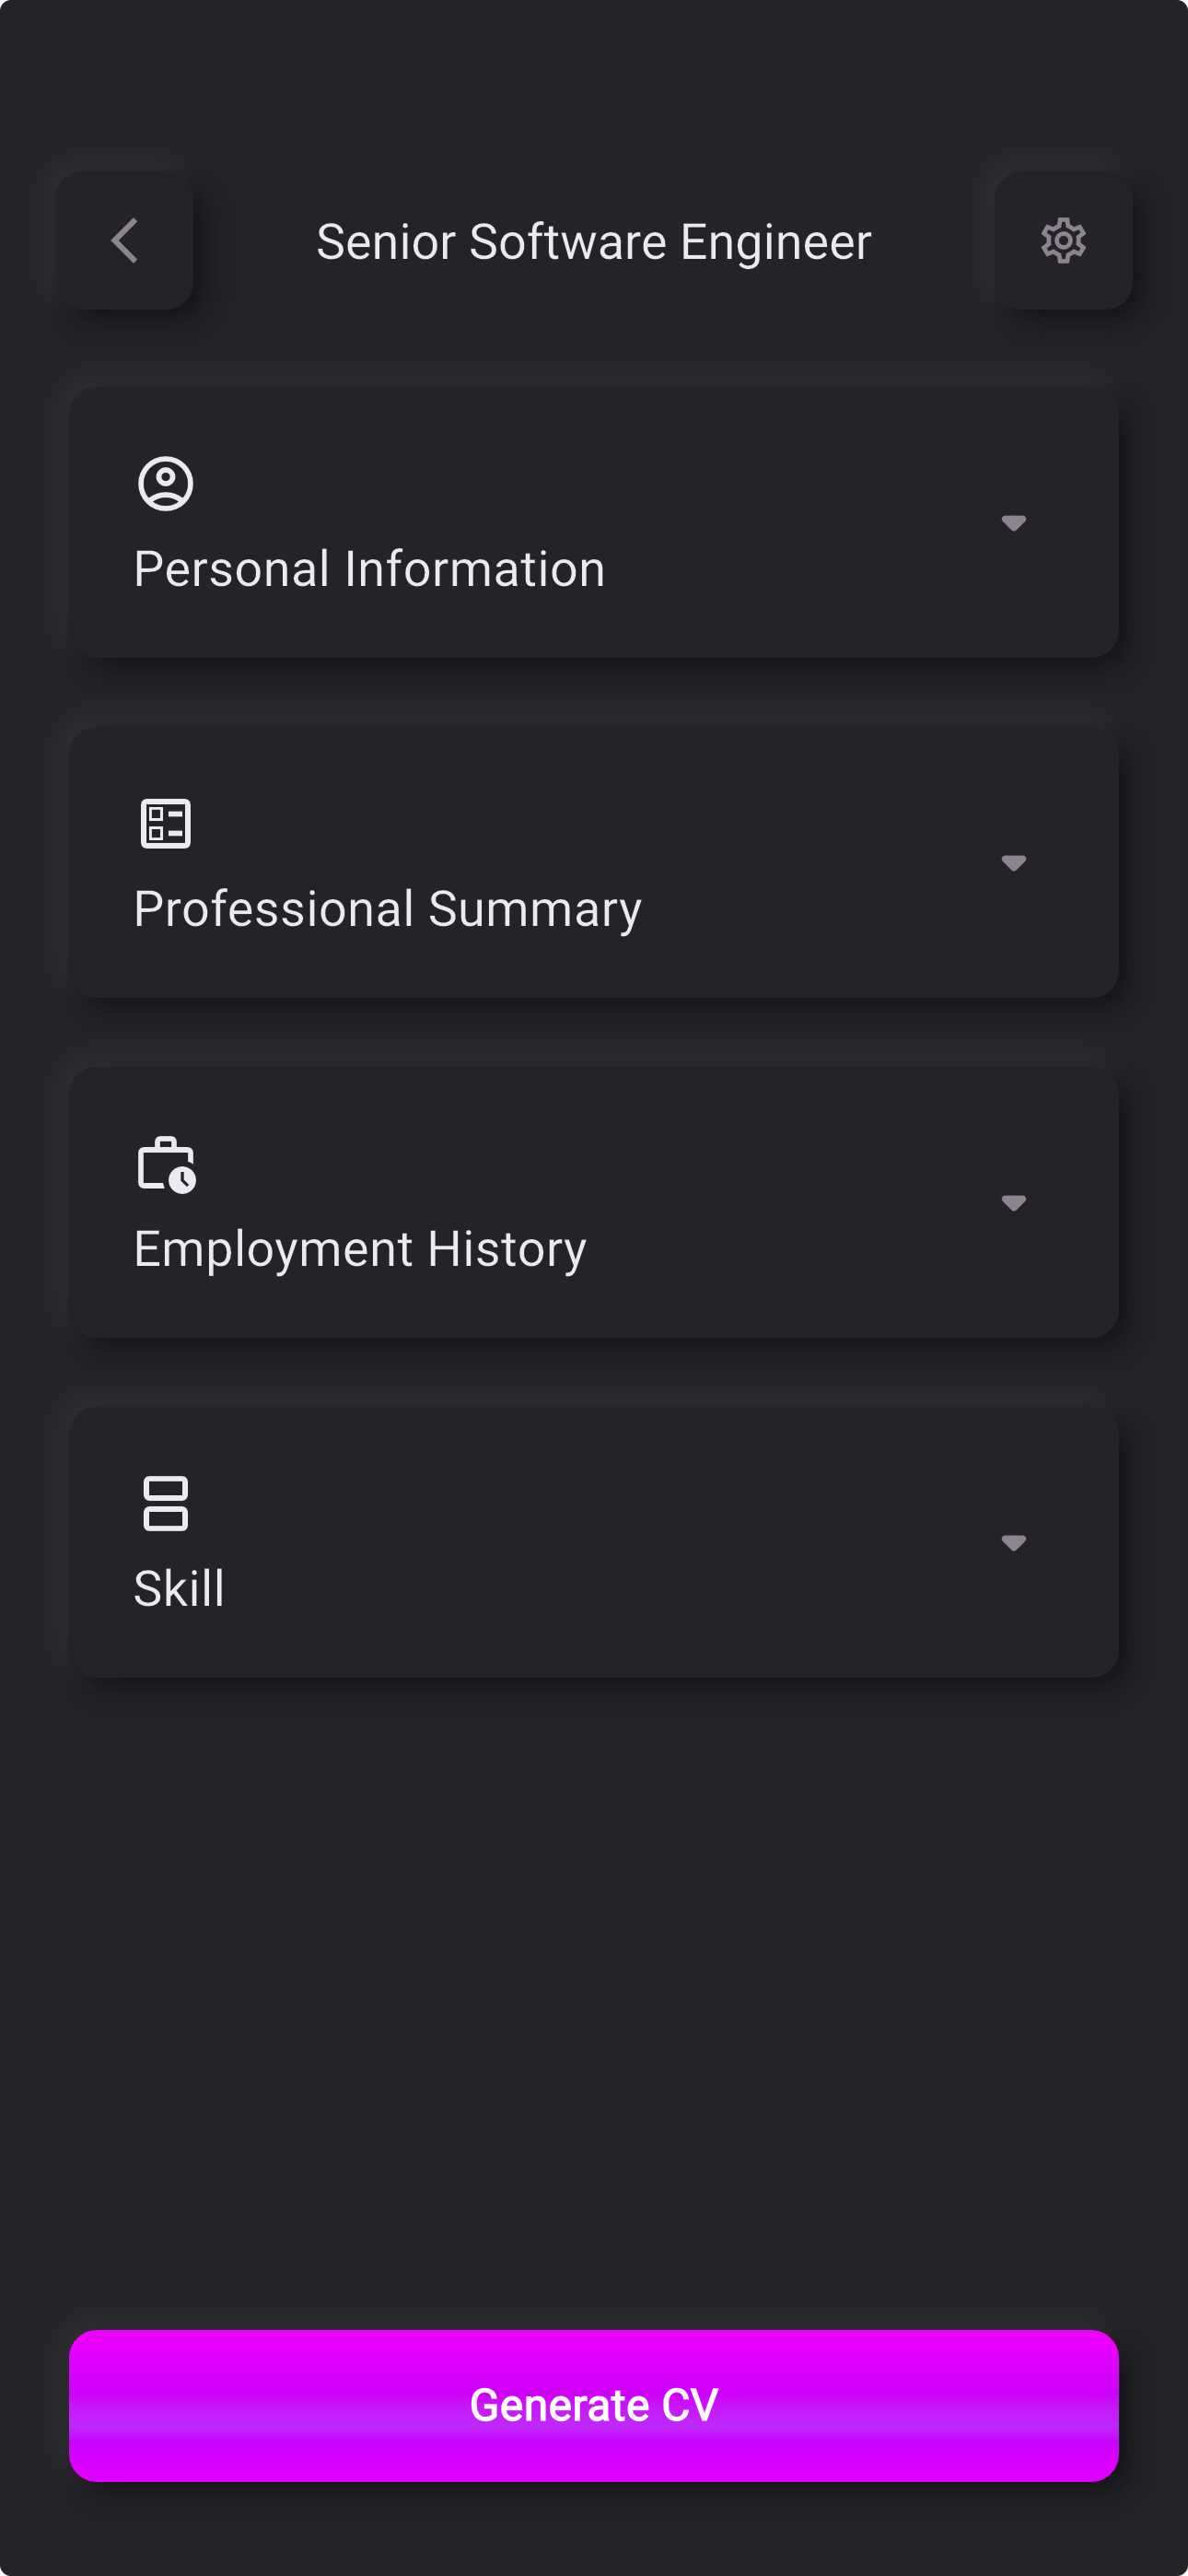 Senior Software Engineer
Personal Information
Professional Summary
Employment History
Skill
Generate CV